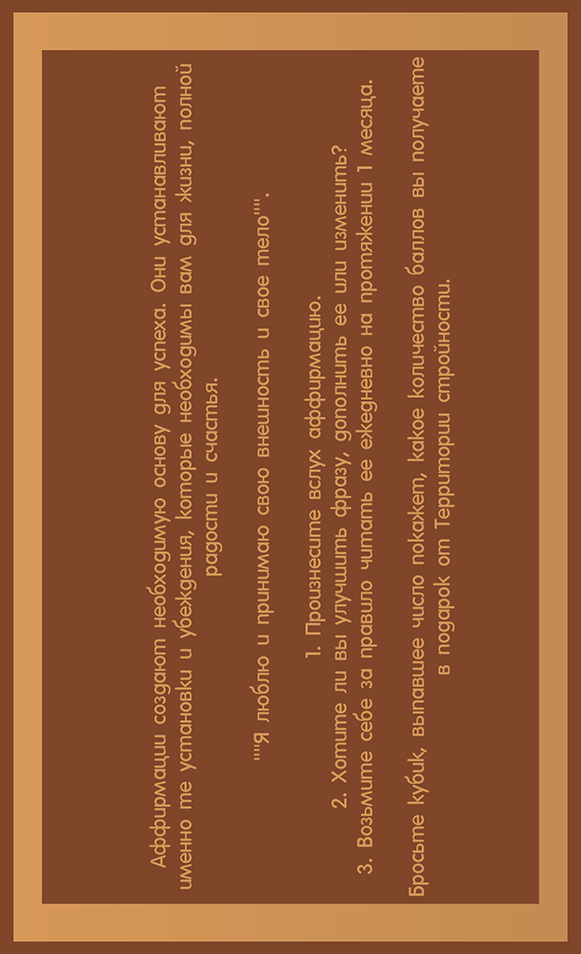 Аффирмации создают необходимую основу для успеха. Они устанавливают
именно те установки и убеждения, которые необходимы вам для жизни, полной
радости и счастья.
""Я люблю и принимаю свою внешность и свое тело"".
1. Произнесите вслух аффирмацию.
2. Хотите ли вы улучшить фразу, дополнить ее или изменить?
3. Возьмите себе за правило читать ее ежедневно на протяжении 1 месяца.
Бросьте кубик, выпавшее число покажет, какое количество баллов вы получаете
в подарок от Территории стройности.